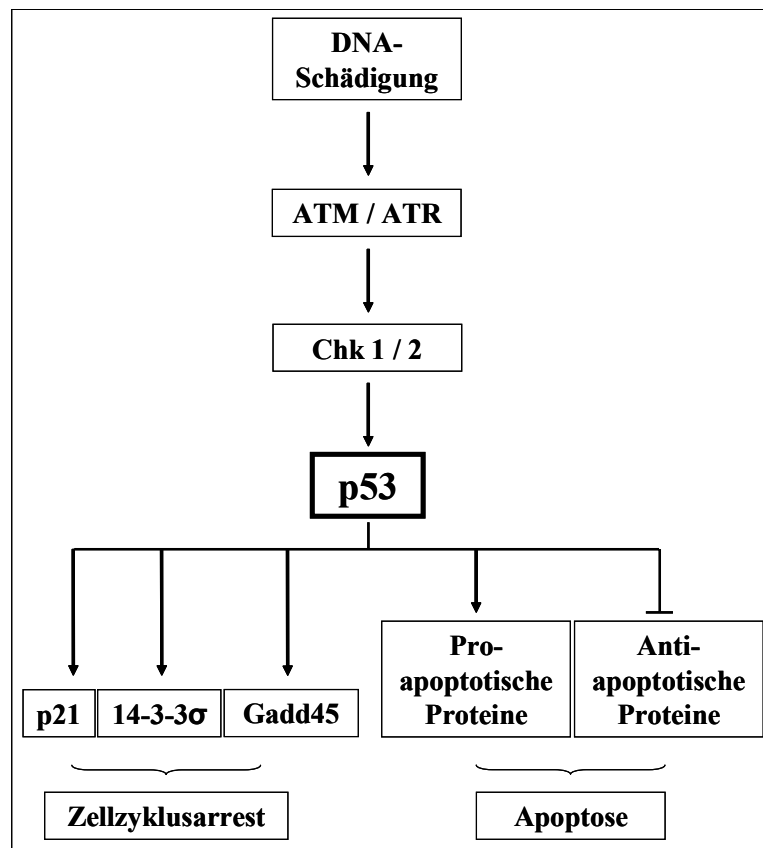 DNA-
Schädigung
ATM / ATR
Chk 1 / 2
p53
Pro-
apoptotische
Proteine
Anti-
apoptotische
Proteine
p21
14-3-3σ
Gadd45
Zellzyklusarrest
Apoptose